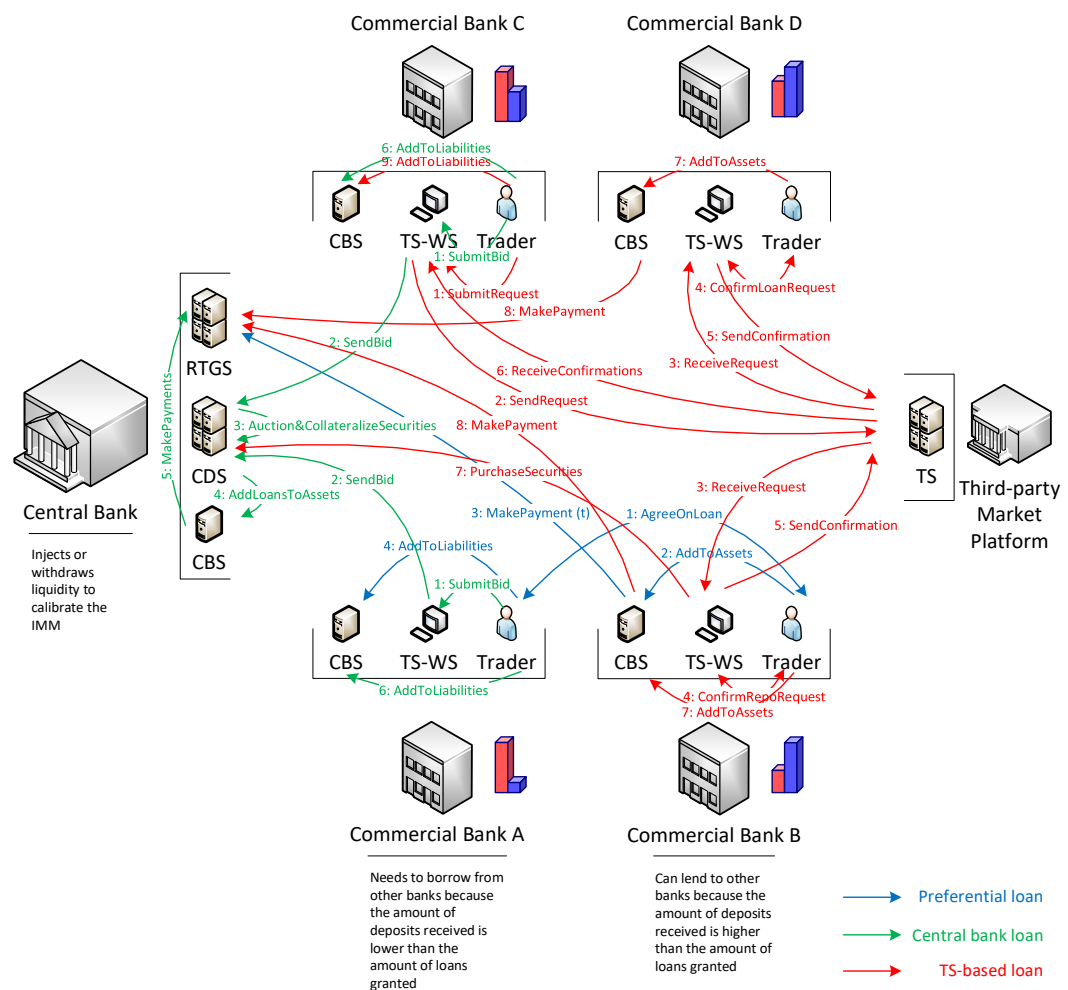 Commercial Bank C
Commercial Bank D
6: AddToLiabilities
9: AddToLiabilities
7: AddToAssets
CBS
TS-WS
Trader
CBS
TS-WS
Trader
1: SubmitBid
1: SubmitRequest
4: ConfirmLoanRequest
8: MakePayment
RTGS
2: SendBid
5: SendConfirmation
3: ReceiveRequest
6: ReceiveConfirmations
2: SendRequest
5: MakePayments
3: Auction&CollateralizeSecurities
8: MakePayment
CDS
7: PurchaseSecurities
2: SendBid
3: ReceiveRequest
TS
4: AddLoansToAssets
Central Bank
Third-party
Market
Platform
3: MakePayment (t)
1: AgreeOnLoan
5: SendConfirmation
CBS
Injects or
withdraws
liquidity to
calibrate the
IMM
4: AddToLiabilities
2: AddToAssets
1: SubmitBid
CBS
TS-WS
Trader
CBS
TS-WS
Trader
6: AddToLiabilities
4: ConfirmRepoRequest
7: AddToAssets
Commercial Bank A
Commercial Bank B
Needs to borrow from
other banks because
the amount of
deposits received is
lower than the
amount of loans
granted
Can lend to other
banks because the
amount of deposits
received is higher
than the amount of
loans granted
Preferential loan
Central bank loan
TS-based loan